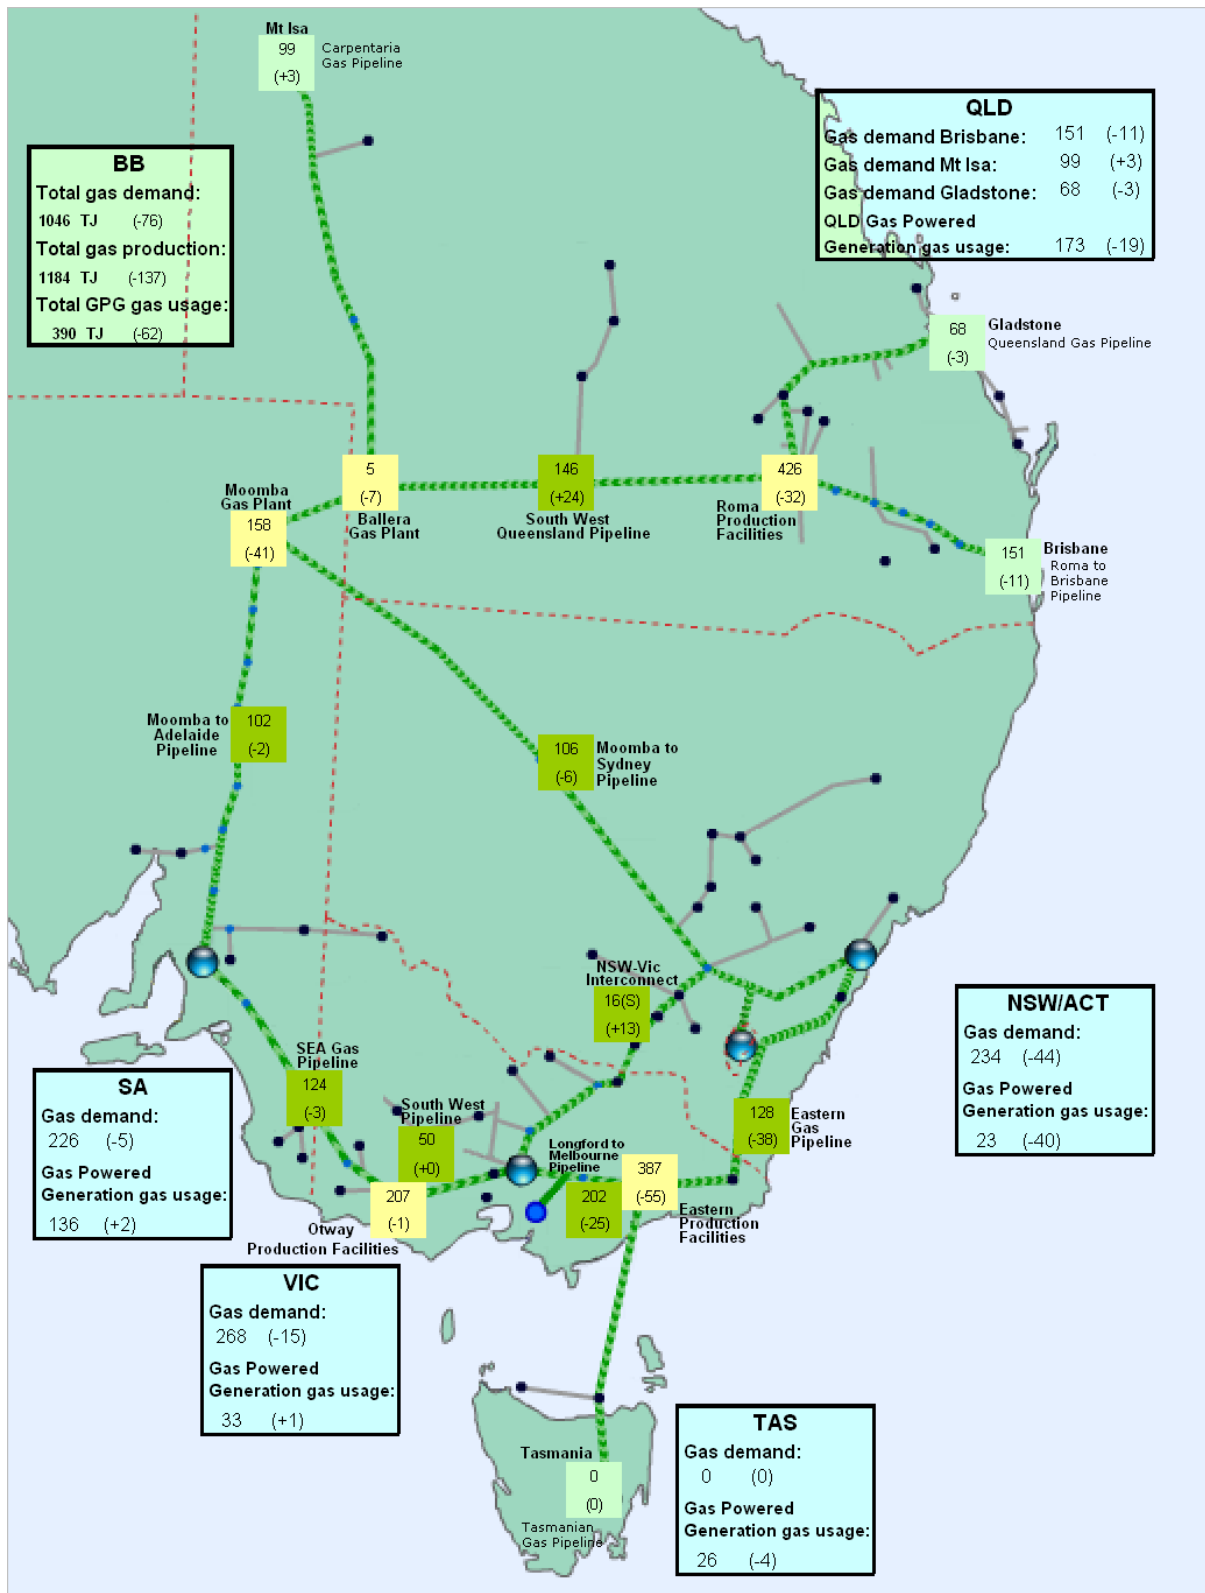 Mt Isa
99
(+3)
Carpentaria
Gas Pipeline
QLD
Gas demand Brisbane: 151 (-11)
Gas demand Mt Isa: 99 (+3)
Gas demand Gladstone: 68 (-3)
QLD Gas Powered
Generation gas usage: 173 (-19)
BB
Total gas demand:
1046 TJ (-76)
Total gas production:
1184 TJ (-137)
Total GPG gas usage:
390 TJ (-62)
68
(-3)
Gladstone
Queensland Gas Pipeline
5
(-7)
Ballera
Gas Plant
146
(+24)
South West
Queensland Pipeline
426
(-32)
Roma
Production
Facilities
Moomba
Gas Plant
158
(-41)
151
(-11)
Brisbane
Roma to
Brisbane
Pipeline
Moomba to
Adelaide
Pipeline
102
(-2)
106
(-6)
Moomba to
Sydney
Pipeline
NSW-Vic
Interconnect
16(S)
(+13)
NSW/ACT
Gas demand:
234 (-44)
Gas Powered
Generation gas usage:
23 (-40)
SEA Gas
Pipeline
124
(-3)
SA
Gas demand:
226 (-5)
Gas Powered
Generation gas usage:
136 (+2)
South West
Pipeline
50
(+0)
Longford to
Melbourne
Pipeline
202
(-25)
128
(-38)
Eastern
Gas
Pipeline
387
(-55)
Eastern
Production
Facilities
207
(-1)
Otway
Production Facilities
VIC
Gas demand:
268 (-15)
Gas Powered
Generation gas usage:
33 (+1)
Tasmania
0
(0)
Tasmanian
Gas Pipeline
TAS
Gas demand:
0 (0)
Gas Powered
Generation gas usage:
26 (-4)